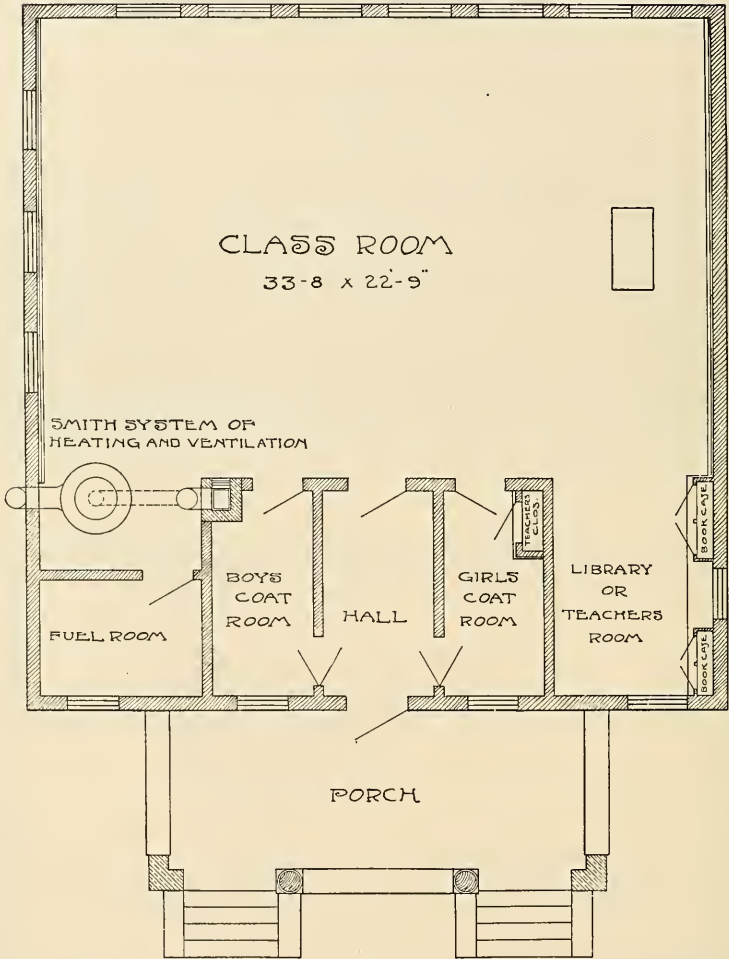 CLASS ROOM
33-8 x 22'-9"
SMITH SYSTEM OF
HEATING AND VENTILATION
TEACHERS
CLOS.
BOOK CASE
BOYS
COAT
ROOM
HALL
GIRLS
COAT
ROOM
LIBRARY
OR
TEACHERS
ROOM
FUEL ROOM
BOOK CASE
PORCH